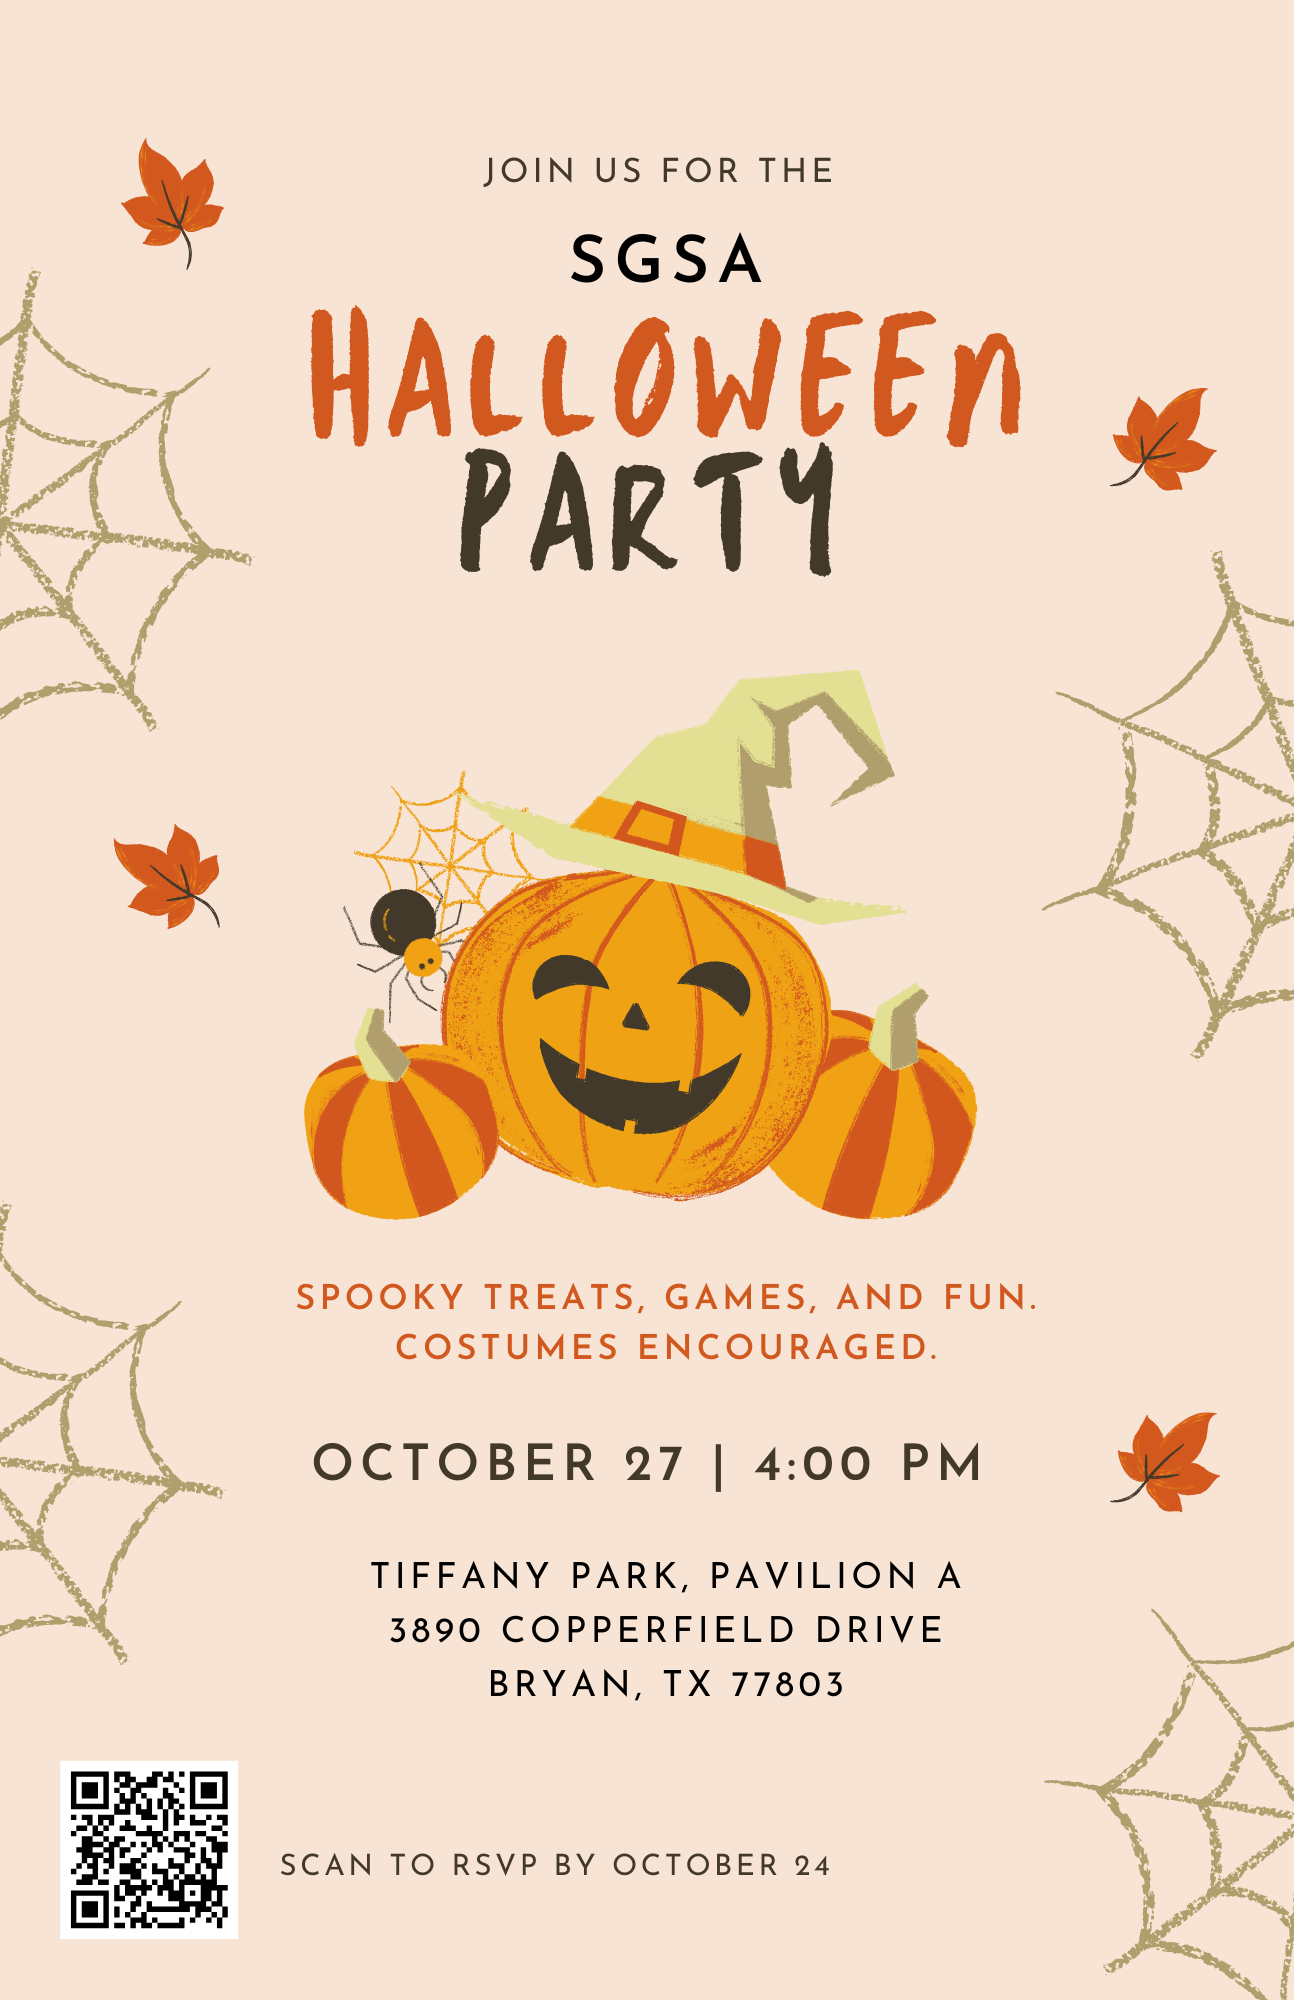 JOIN US FOR THE
SGSA
HALLOWEEn
PARTY
SPOOKY TREATS, GAMES, AND FUN.
COSTUMES ENCOURAGED.
OCTOBER 27 | 4:00 PM
TIFFANY PARK, PAVILION A
3890 COPPERFIELD DRIVE
BRYAN, TX 77803
SCAN TO RSVP BY OCTOBER 24